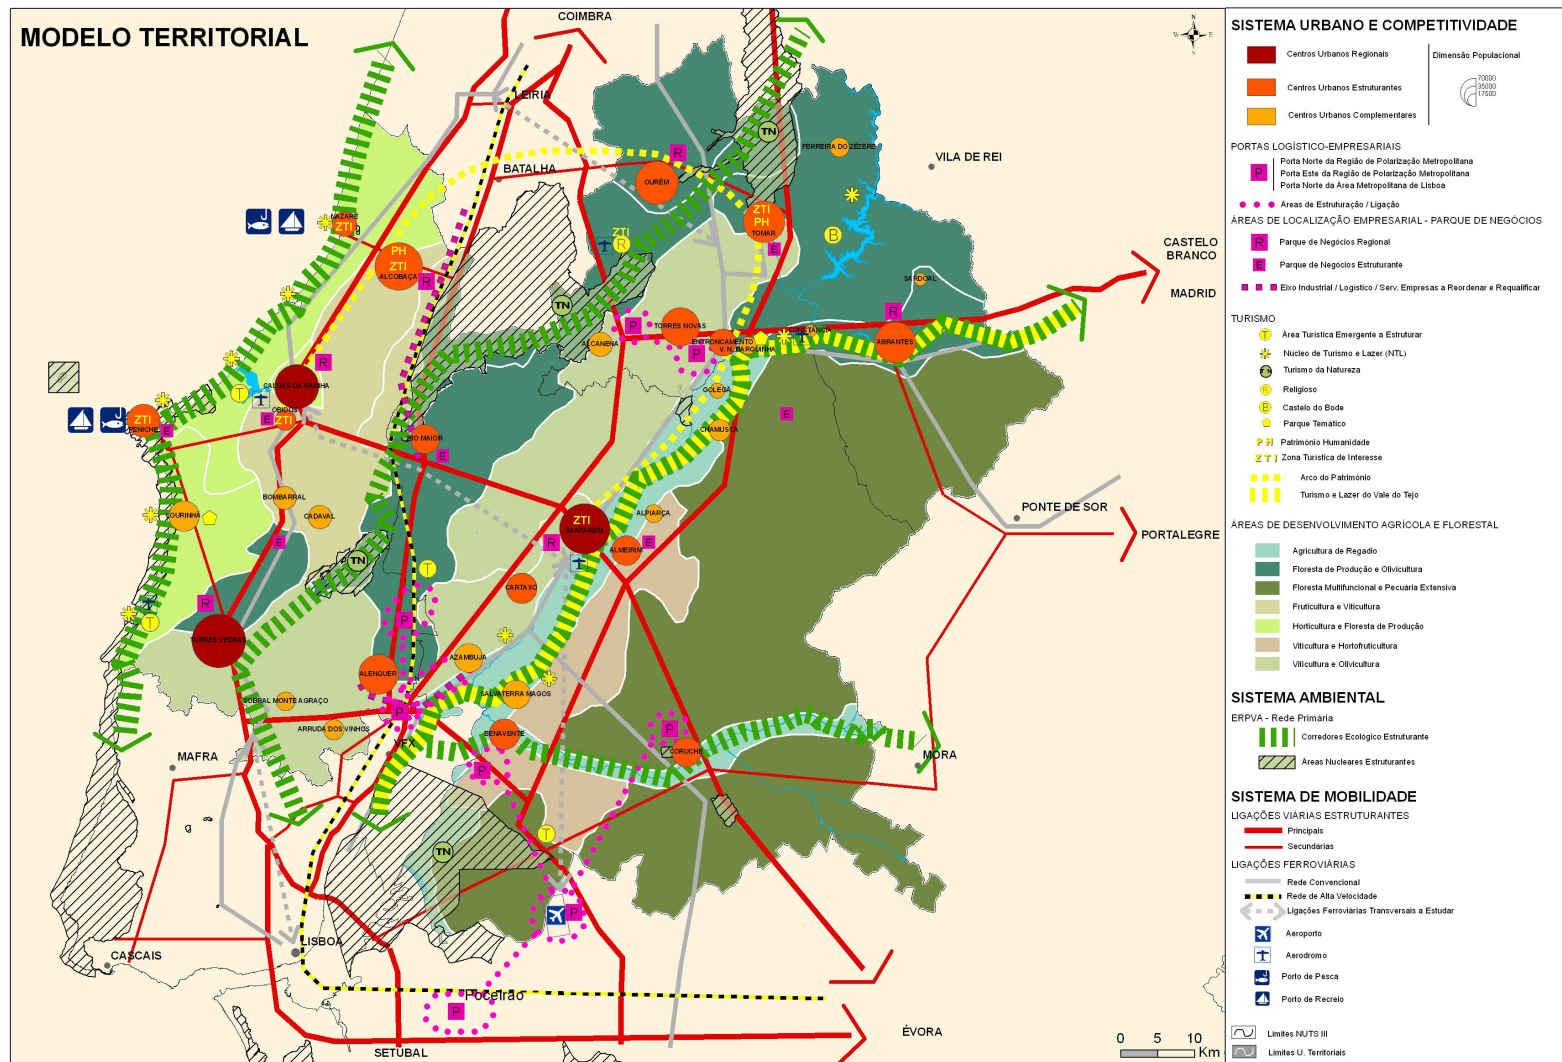 MODELO TERRITORIAL
COIMBRA
LEIRIA
BATALHA
R
OURÉM
TN
FERREIRA DO ZÊZERE
VILA DE REI
ZTI
PH
TOMAR
E
B
NAZARÉ
ZTI
PH
ZTI
ALCOBAÇA
R
ZTI
R
CASTELO
BRANCO
MADRID
SARDOAL
R
ABRANTES
TN
P
TORRES NOVAS
ALCANENA
P
ENTRONCAMENTO
V. N. BARQUINHA
CONSTÂNCIA
R
CALDAS DA RAINHA
T
ÓBIDOS
E
ZTI
ZTI
PENICHE
E
GOLEGÃ
CHAMUSCA
E
RIO MAIOR
E
BOMBARRAL
CADAVAL
LOURINHÃ
E
ZTI
SANTARÉM
R
ALPIARÇA
ALMEIRIM
E
PONTE DE SOR
PORTALEGRE
TN
T
CARTAXO
R
P
T
TORRES VEDRAS
AZAMBUJA
ALENQUER
SALVATERRA MAGOS
SOBRAL MONTE AGRAÇO
P
ARRUDA DOS VINHOS
VFX
BENAVENTE
P
P
CORUCHE
MORA
MAFRA
T
TN
P
LISBOA
CASCAIS
Poceirão
P
SETUBAL
ÉVORA
0 5 10
Km
N
W E
S
SISTEMA URBANO E COMPETITIVIDADE
Centros Urbanos Regionais
Dimensão Populacional
Centros Urbanos Estruturantes
70000
35000
17500
Centros Urbanos Complementares
PORTAS LOGÍSTICO-EMPRESARIAIS
Porta Norte da Região de Polarização Metropolitana
P Porta Este da Região de Polarização Metropolitana
Porta Norte da Área Metropolitana de Lisboa
Áreas de Estruturação / Ligação
ÁREAS DE LOCALIZAÇÃO EMPRESARIAL - PARQUE DE NEGÓCIOS
R Parque de Negócios Regional
E Parque de Negócios Estruturante
Eixo Industrial / Logístico / Serv. Empresas a Reordenar e Requalificar
TURISMO
T Área Turística Emergente a Estruturar
Núcleo de Turismo e Lazer (NTL)
TN Turismo da Natureza
R Religioso
B Castelo do Bode
Parque Temático
PH Património Humanidade
ZTI Zona Turística de Interesse
Arco do Património
Turismo e Lazer do Vale do Tejo
ÁREAS DE DESENVOLVIMENTO AGRÍCOLA E FLORESTAL
Agricultura de Regadio
Floresta de Produção e Olivicultura
Floresta Multifuncional e Pecuária Extensiva
Fruticultura e Viticultura
Horticultura e Floresta de Produção
Viticultura e Hortofruticultura
Viticultura e Olivicultura
SISTEMA AMBIENTAL
ERPVA - Rede Primária
Corredores Ecológico Estruturante
Áreas Nucleares Estruturantes
SISTEMA DE MOBILIDADE
LIGAÇÕES VIÁRIAS ESTRUTURANTES
Principais
Secundárias
LIGAÇÕES FERROVIÁRIAS
Rede Convencional
Rede de Alta Velocidade
Ligações Ferroviárias Transversais a Estudar
Aeroporto
Aerodromo
Porto de Pesca
Porto de Recreio
Limites NUTS III
Limites U. Territoriais